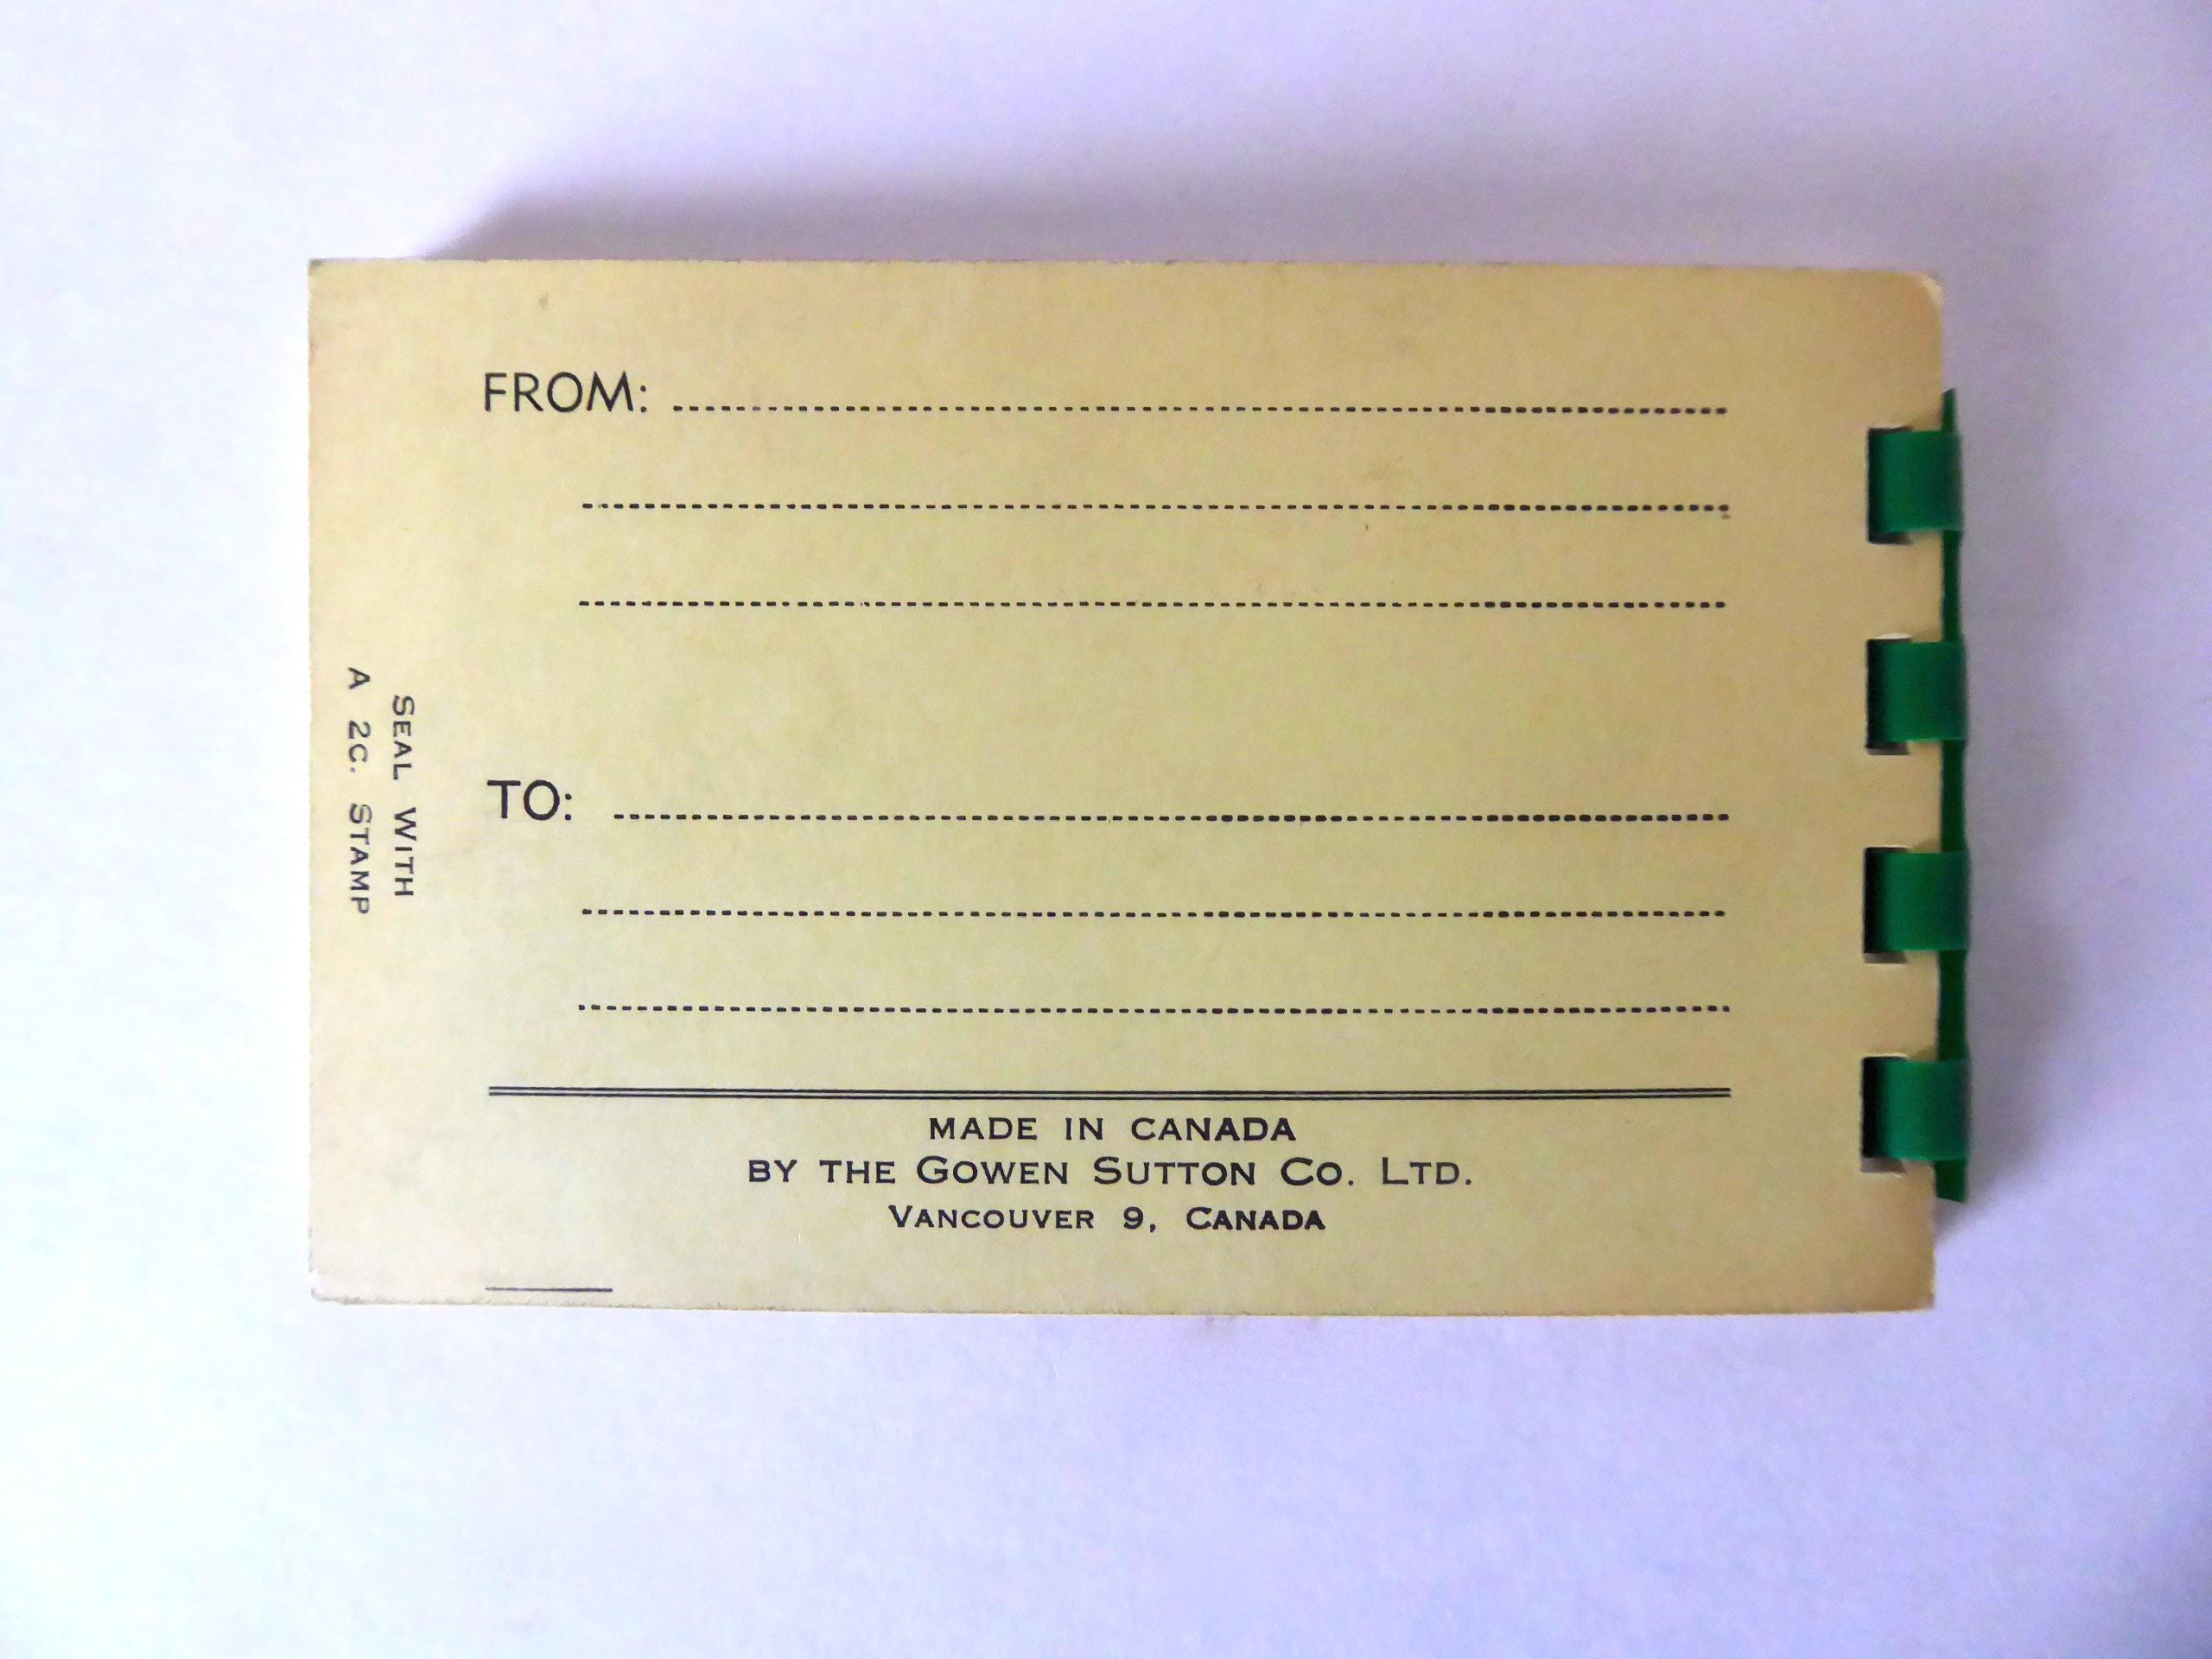 FROM:
TO:
SEAL WITH
A 2C. STAMP
MADE IN CANADA
BY THE GOWEN SUTTON CO. LTD.
VANCOUVER 9, CANADA